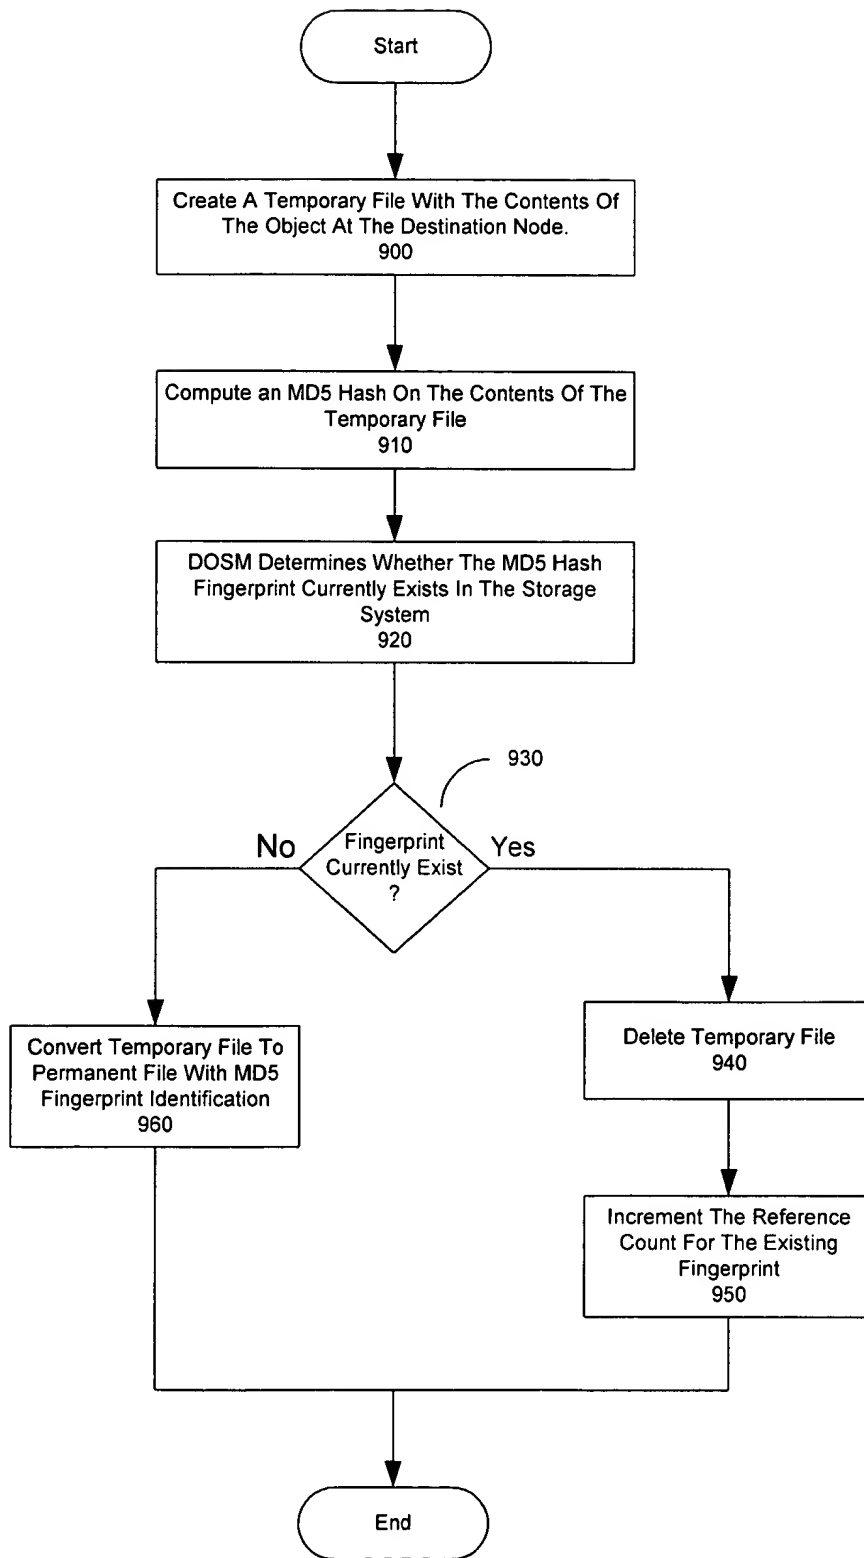 Start
Create A Temporary File With The Contents Of
The Object At The Destination Node.
900
Compute an MD5 Hash On The Contents Of The
Temporary File
910
DOSM Determines Whether The MD5 Hash
Fingerprint Currently Exists In The Storage
System
920
930
Fingerprint
Currently Exist
?
No
Yes
Convert Temporary File To
Permanent File With MD5
Fingerprint Identification
960
Delete Temporary File
940
Increment The Reference
Count For The Existing
Fingerprint
950
End